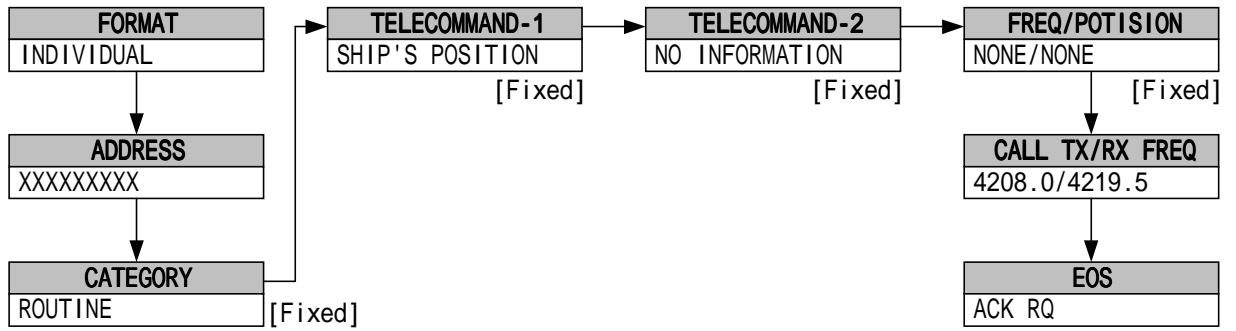 FORMAT
INDIVIDUAL
ADDRESS
XXXXXXXXX
CATEGORY
ROUTINE
[Fixed]
TELECOMMAND-1
SHIP'S POSITION
[Fixed]
TELECOMMAND-2
NO INFORMATION
[Fixed]
FREQ/POTISION
NONE/NONE
[Fixed]
CALL TX/RX FREQ
4208.0/4219.5
EOS
ACK RQ